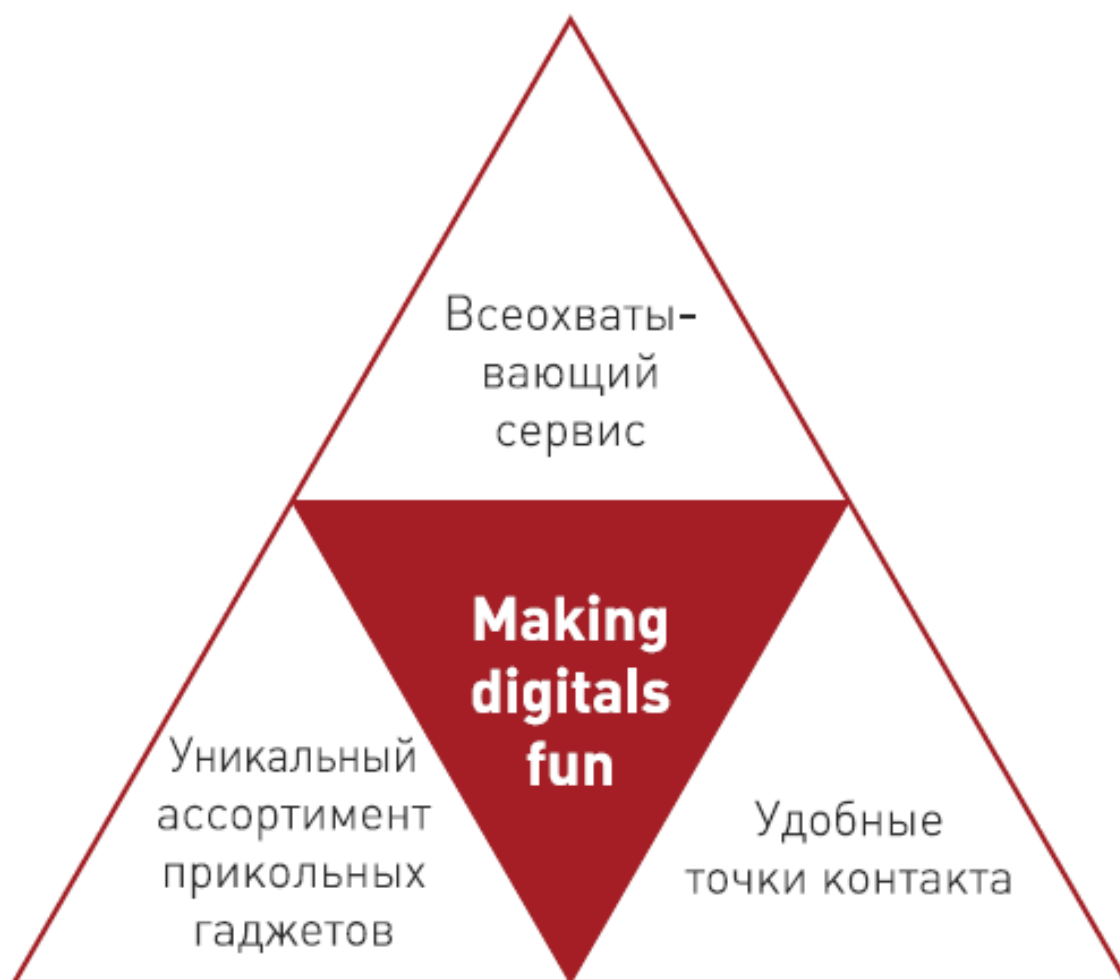 Всеохваты-
вающий
сервис
Making
digitals
fun
Уникальный
ассортимент
прикольных
гаджетов
Удобные
точки контакта